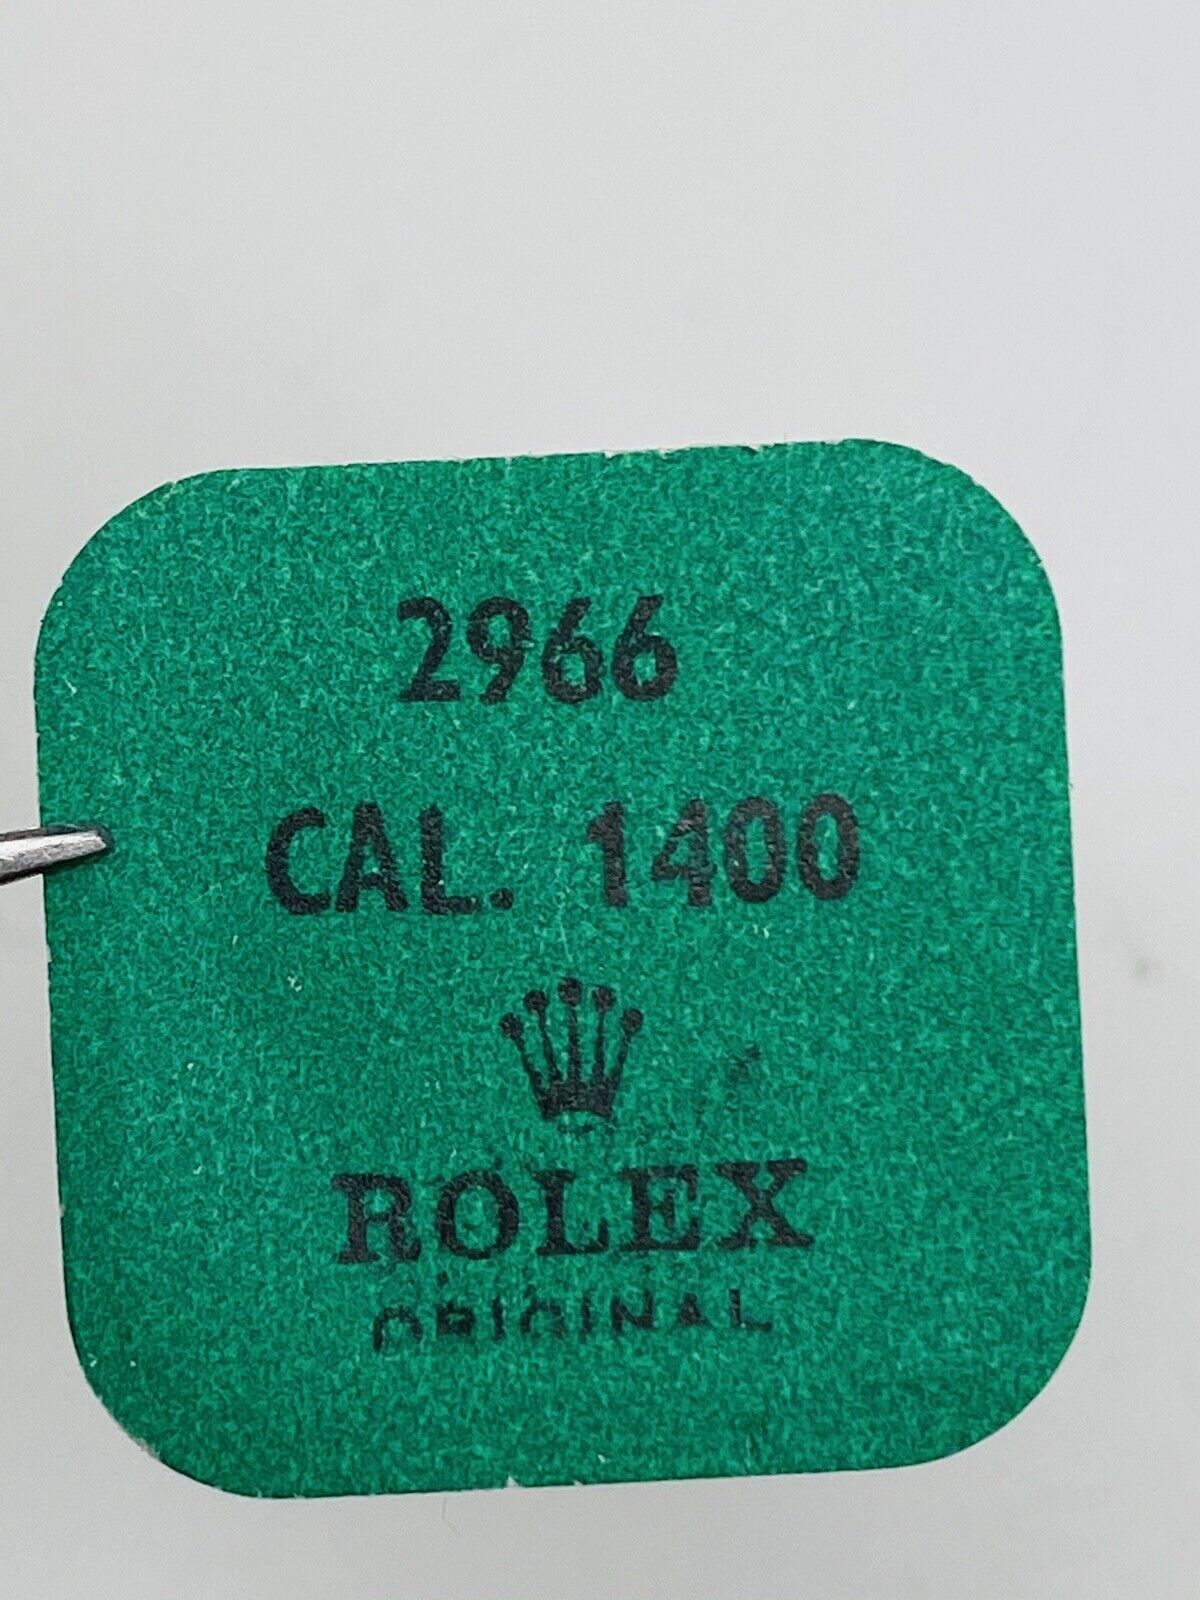 2966
CAL. 1400
ROLEX
ORIGINAL